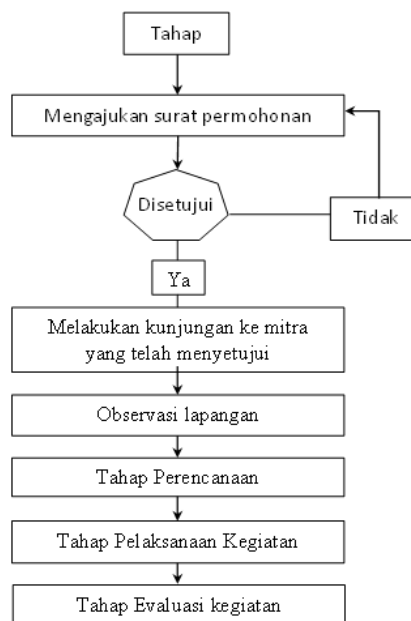 Tahap
Mengajukan surat permohonan
Disetujui
Tidak
Ya
Melakukan kunjungan ke mitra
yang telah menyetujui
Observasi lapangan
Tahap Perencanaan
Tahap Pelaksanaan Kegiatan
Tahap Evaluasi kegiatan